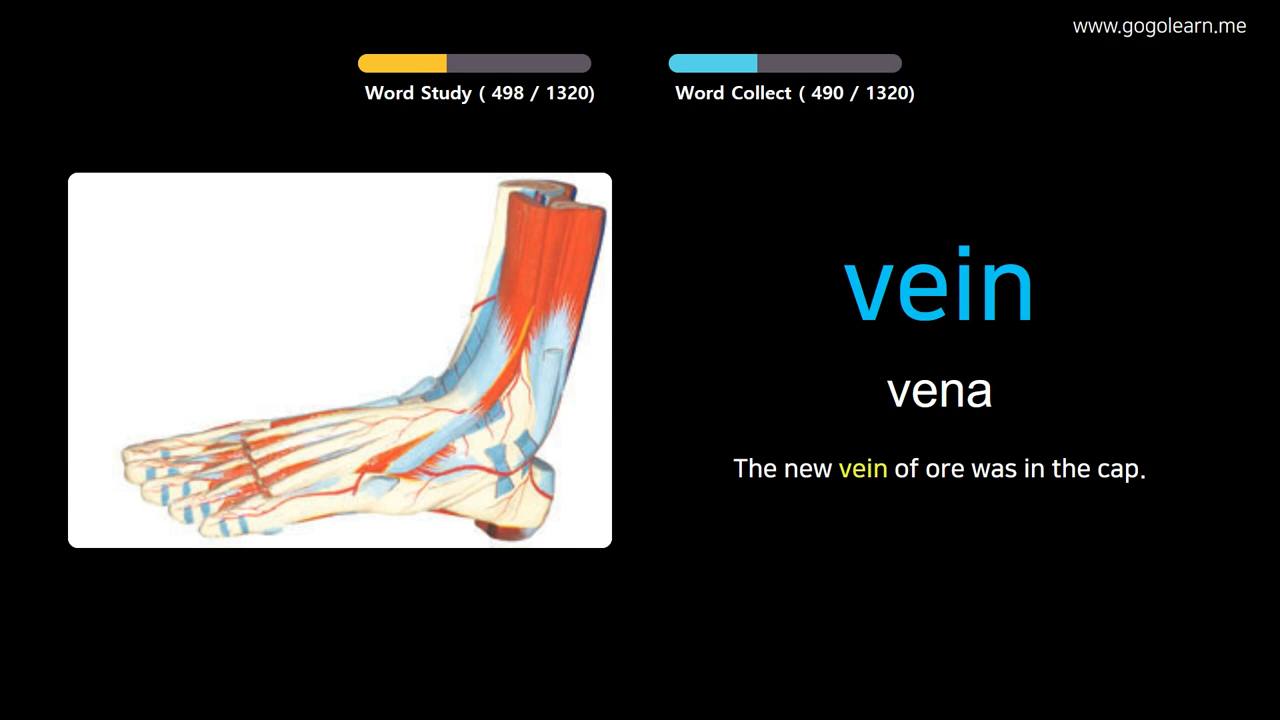 www.gogolearn.me
Word Study ( 498 / 1320)
Word Collect ( 490 / 1320)
vein
vena
The new vein of ore was in the cap.